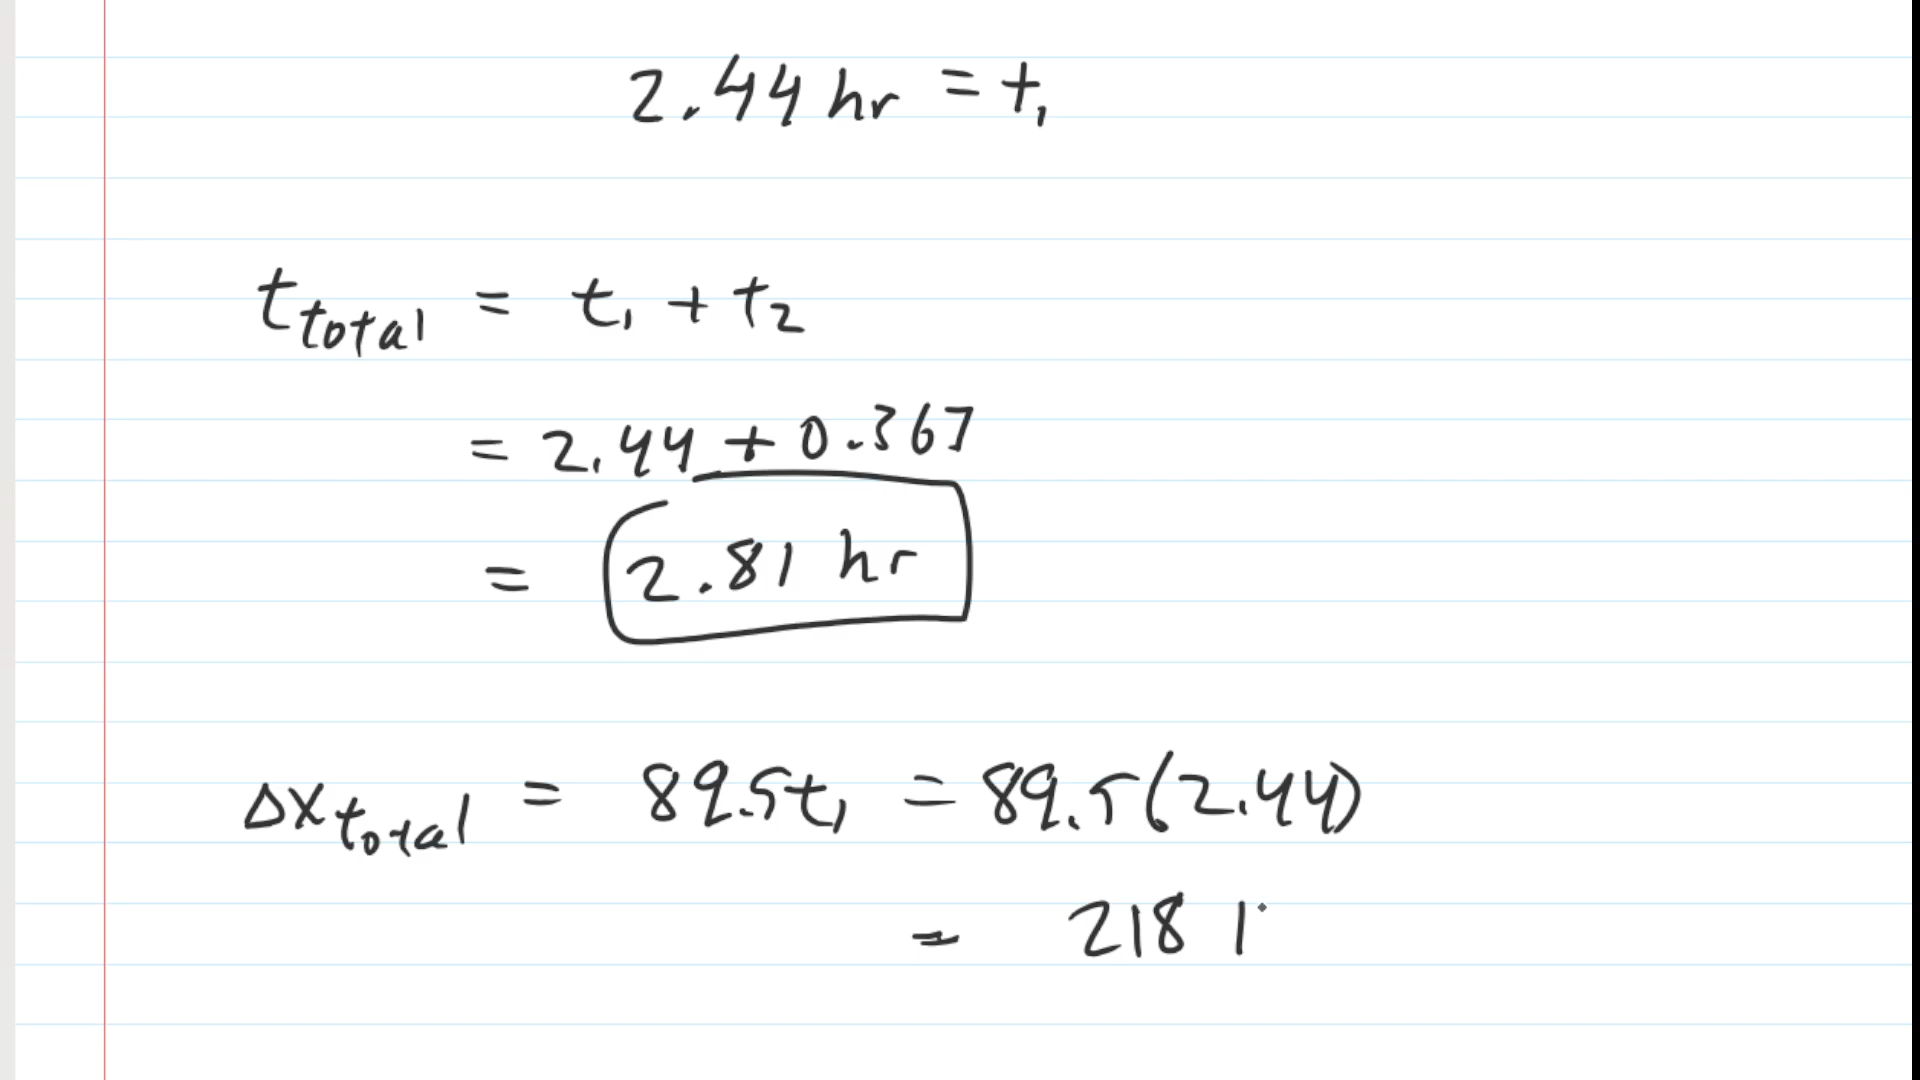 2.44 hr = t₁
t_total = t₁ + t₂
= 2.44 + 0.367
= 2.81 hr
Δx_total = 89.5t₁ = 89.5(2.44)
= 218